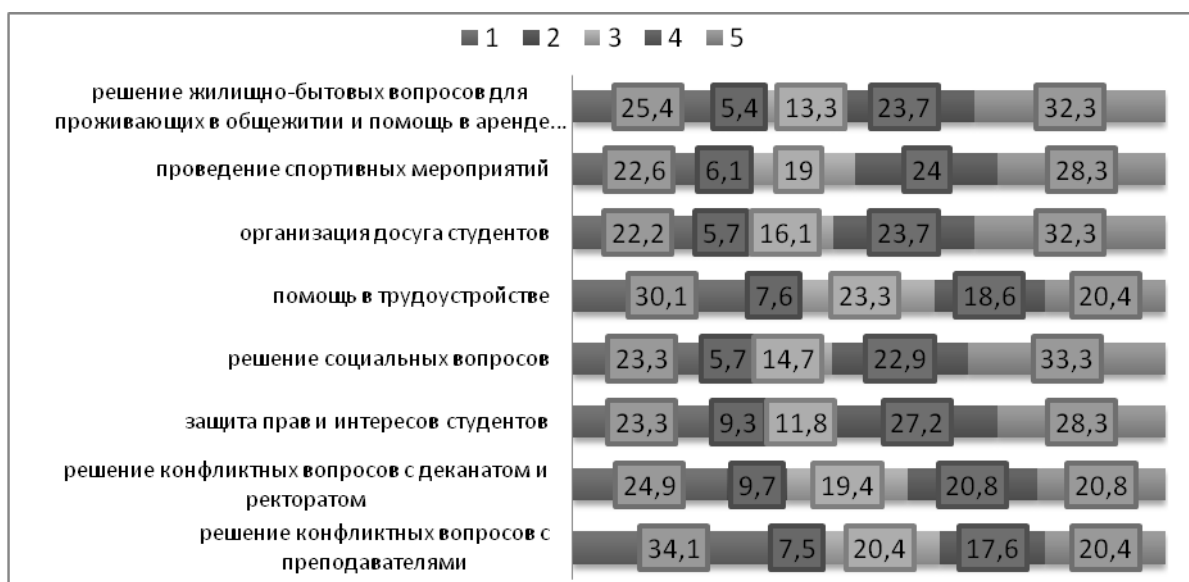 1 2 3 4 5
решение жилищно-бытовых вопросов для
проживающих в общежитии и помощь в аренде...
25,4 5,4 13,3 23,7 32,3
проведение спортивных мероприятий
22,6 6,1 19 24 28,3
организация досуга студентов
22,2 5,7 16,1 23,7 32,3
помощь в трудоустройстве
30,1 7,6 23,3 18,6 20,4
решение социальных вопросов
23,3 5,7 14,7 22,9 33,3
защита прав и интересов студентов
23,3 9,3 11,8 27,2 28,3
решение конфликтных вопросов с деканатом и
ректоратом
24,9 9,7 19,4 20,8 20,8
решение конфликтных вопросов с
преподавателями
34,1 7,5 20,4 17,6 20,4